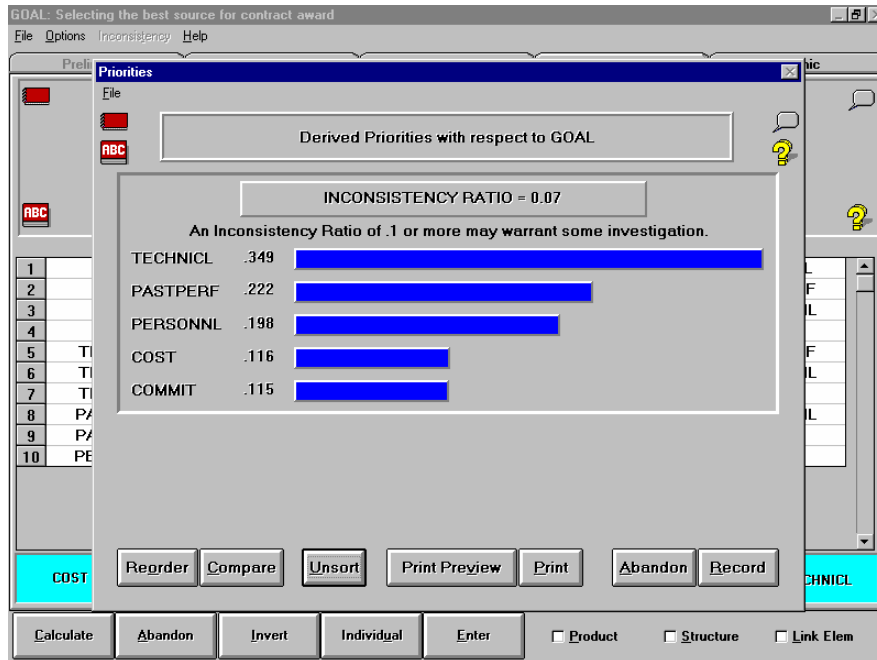 GOAL: Selecting the best source for contract award
File Options Inconsistency Help
Priorities
File
ABC
Derived Priorities with respect to GOAL
ABC
INCONSISTENCY RATIO = 0.07
An Inconsistency Ratio of .1 or more may warrant some investigation.
TECHNICL .349
PASTPERF .222
PERSONNL .198
COST .116
COMMIT .115
1
2
3
4
5
6
7
8
9
10
Reorder Compare Unsort Print Preview Print Abandon Record
COST
Calculate Abandon Invert Individual Enter Product Structure Link Elem